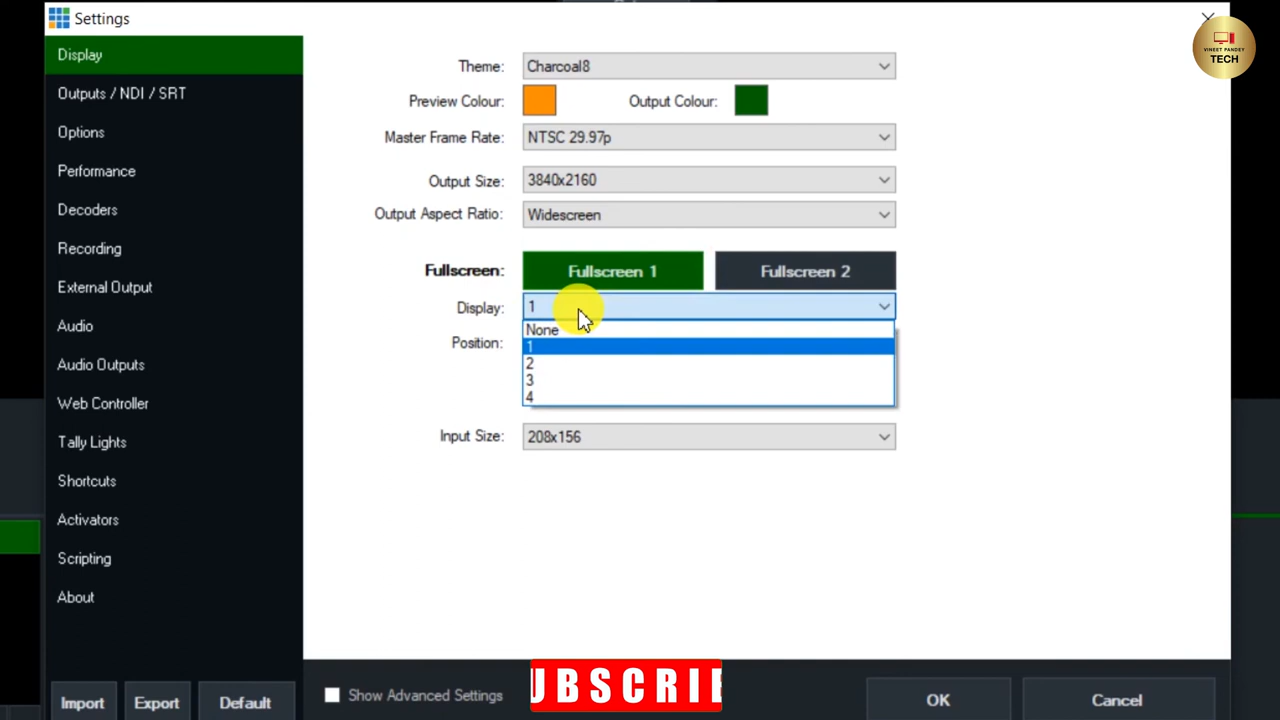 Settings
VINEET PANDEY
TECH
Display
Outputs / NDI / SRT
Options
Performance
Decoders
Recording
External Output
Audio
Audio Outputs
Web Controller
Tally Lights
Shortcuts
Activators
Scripting
About
Import
Export
Default
Theme:
Charcoal8
Preview Colour:
Output Colour:
Master Frame Rate:
NTSC 29.97p
Output Size:
3840x2160
Output Aspect Ratio:
Widescreen
Fullscreen:
Fullscreen 1
Fullscreen 2
Display:
1
None
1
2
3
4
Position:
Input Size:
208x156
Show Advanced Settings
UBSCRIE
OK
Cancel